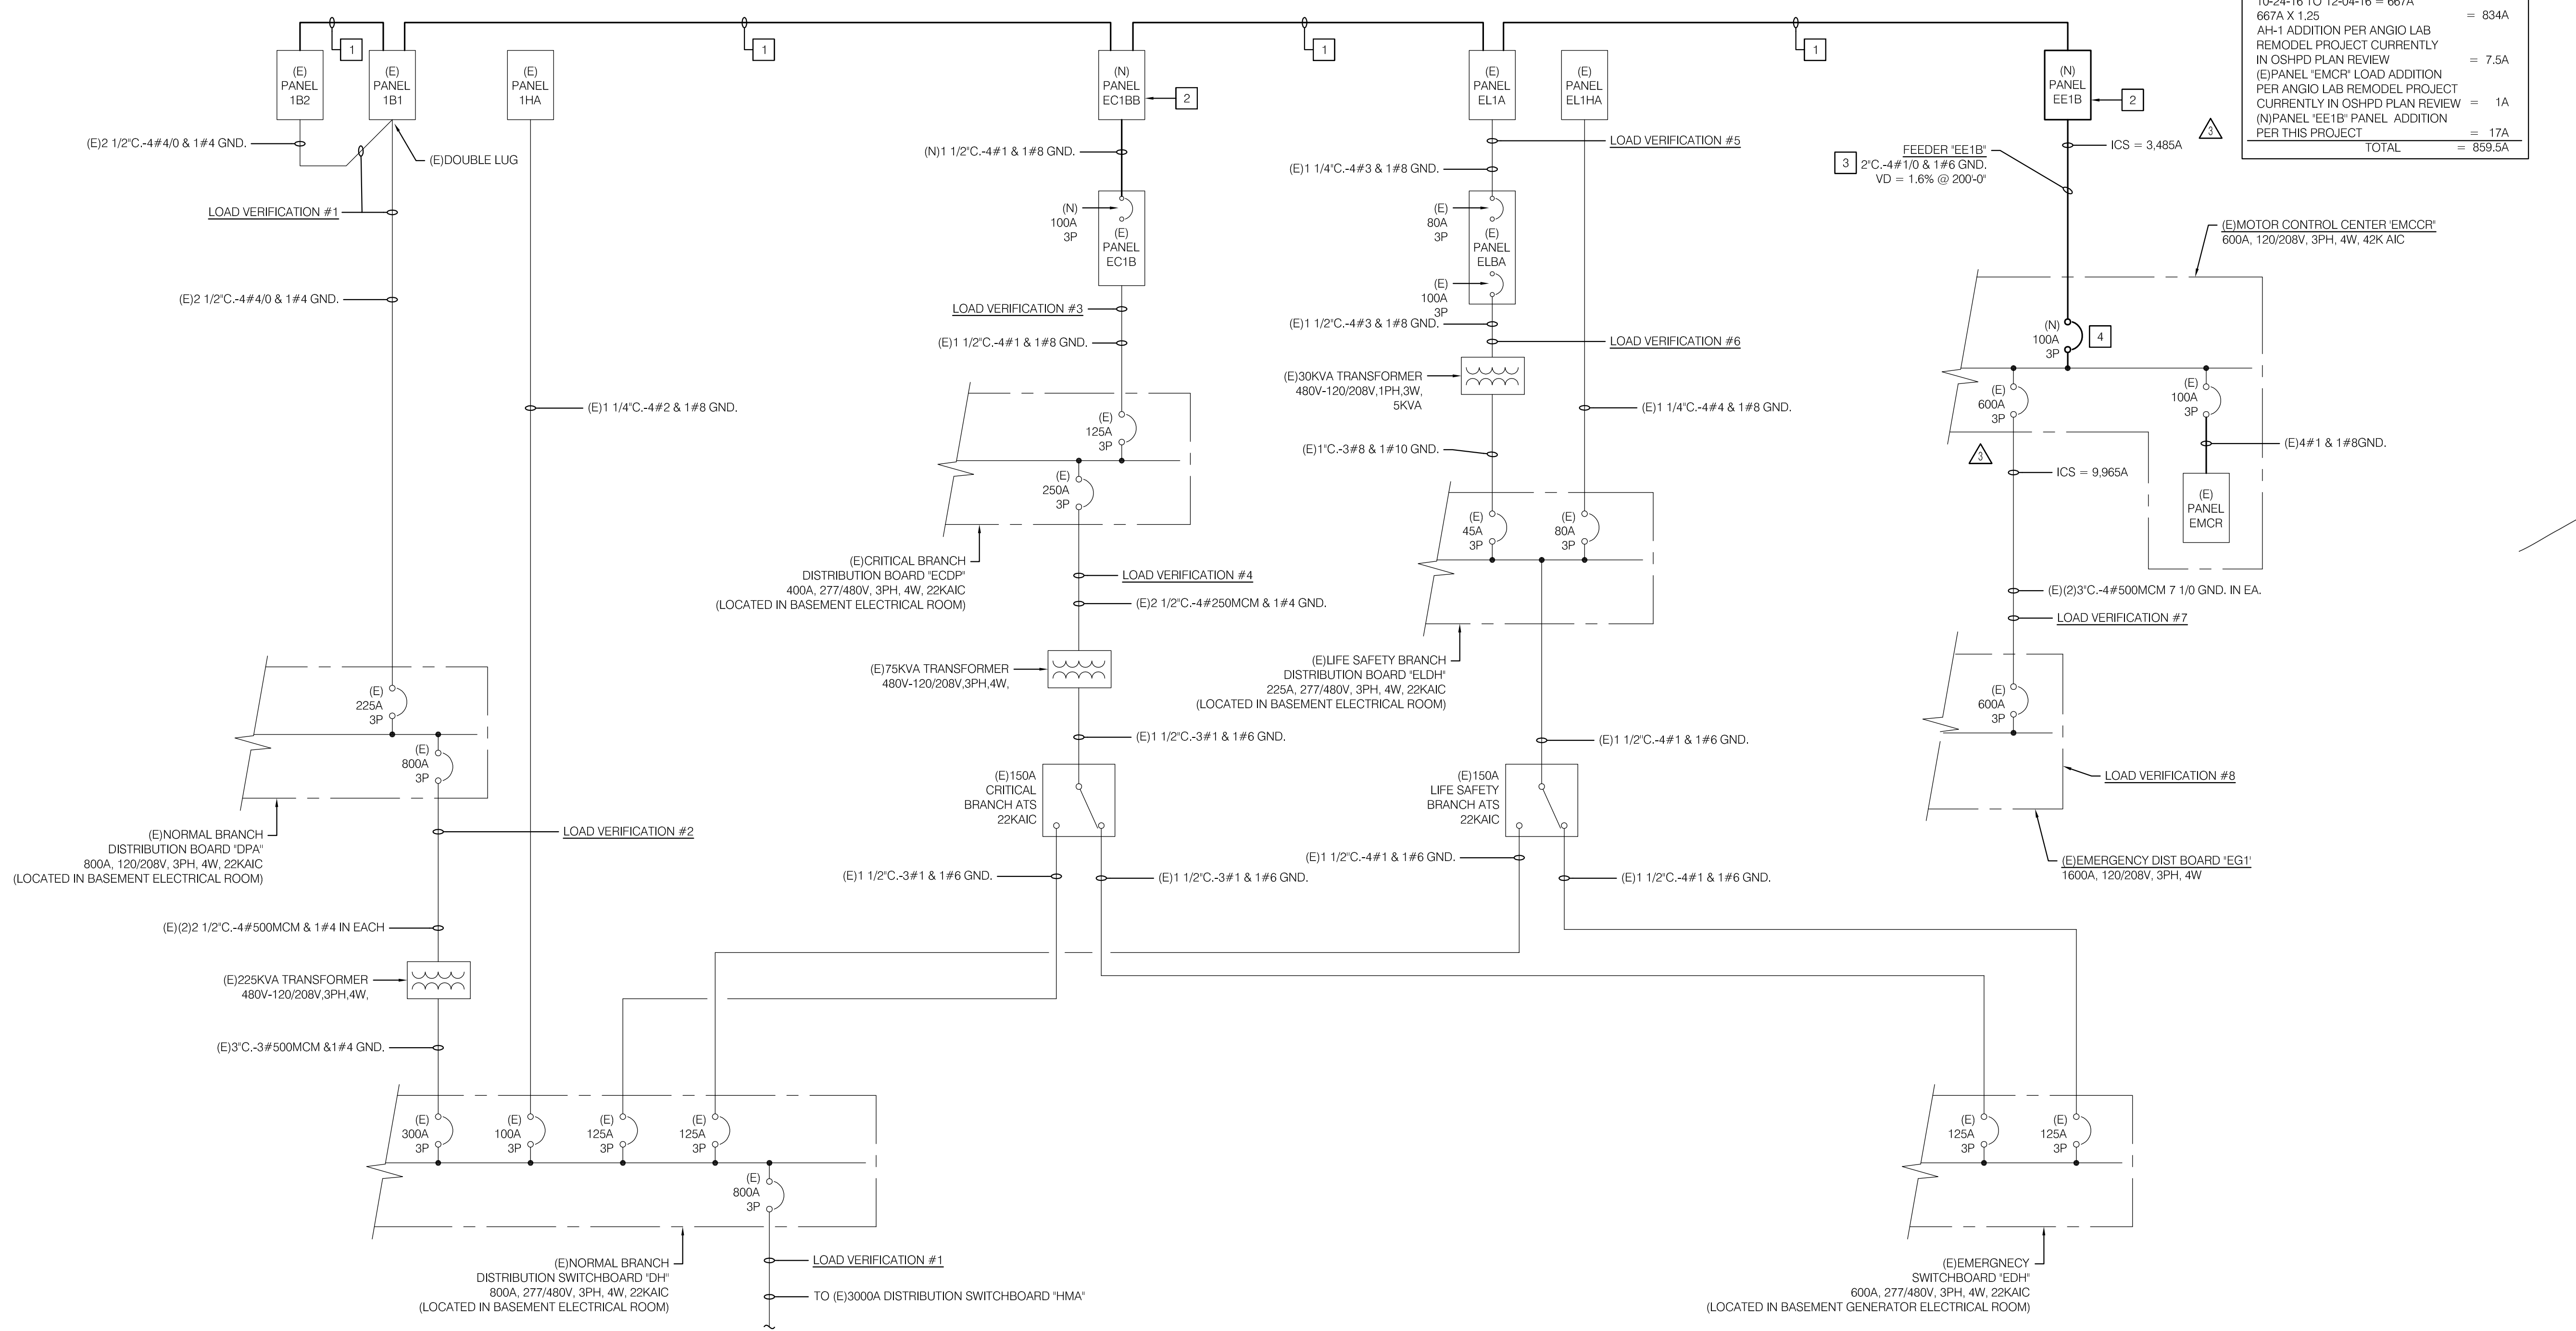 1
1
1
1
10-24-16 TO 12-04-16 = 667A
667A X 1.25 = 834A
AH-1 ADDITION PER ANGIO LAB
REMODEL PROJECT CURRENTLY
IN OSHPD PLAN REVIEW = 7.5A
(E)PANEL "EMCR" LOAD ADDITION
PER ANGIO LAB REMODEL PROJECT
CURRENTLY IN OSHPD PLAN REVIEW = 1A
(N)PANEL "EE1B" PANEL ADDITION
PER THIS PROJECT = 17A
TOTAL = 859.5A
3
(E)
PANEL
1B2
(E)
PANEL
1B1
(E)
PANEL
1HA
(N)
PANEL
EC1BB
2
(E)
PANEL
EL1A
(E)
PANEL
EL1HA
(N)
PANEL
EE1B
2
(E)2 1/2"C.-4#4/0 & 1#4 GND.
(E)DOUBLE LUG
LOAD VERIFICATION #1
(E)2 1/2"C.-4#4/0 & 1#4 GND.
(E)1 1/4"C.-4#2 & 1#8 GND.
(E)
225A
3P
(E)
800A
3P
(E)NORMAL BRANCH
DISTRIBUTION BOARD "DPA"
800A, 120/208V, 3PH, 4W, 22KAIC
(LOCATED IN BASEMENT ELECTRICAL ROOM)
LOAD VERIFICATION #2
(E)(2)2 1/2"C.-4#500MCM & 1#4 IN EACH
(E)225KVA TRANSFORMER
480V-120/208V,3PH,4W,
(E)3"C.-3#500MCM &1#4 GND.
(E)
300A
3P
(E)
100A
3P
(E)
125A
3P
(E)
125A
3P
(E)
800A
3P
(E)NORMAL BRANCH
DISTRIBUTION SWITCHBOARD "DH"
800A, 277/480V, 3PH, 4W, 22KAIC
(LOCATED IN BASEMENT ELECTRICAL ROOM)
LOAD VERIFICATION #1
TO (E)3000A DISTRIBUTION SWITCHBOARD "HMA"
(N)1 1/2"C.-4#1 & 1#8 GND.
(N)
100A
3P
(E)
PANEL
EC1B
LOAD VERIFICATION #3
(E)1 1/2"C.-4#1 & 1#8 GND.
(E)
125A
3P
(E)
250A
3P
(E)CRITICAL BRANCH
DISTRIBUTION BOARD "ECDP"
400A, 277/480V, 3PH, 4W, 22KAIC
(LOCATED IN BASEMENT ELECTRICAL ROOM)
LOAD VERIFICATION #4
(E)2 1/2"C.-4#250MCM & 1#4 GND.
(E)75KVA TRANSFORMER
480V-120/208V,3PH,4W,
(E)1 1/2"C.-3#1 & 1#6 GND.
(E)150A
CRITICAL
BRANCH ATS
22KAIC
(E)1 1/2"C.-3#1 & 1#6 GND.
(E)1 1/2"C.-3#1 & 1#6 GND.
LOAD VERIFICATION #5
(E)1 1/4"C.-4#3 & 1#8 GND.
(E)
80A
3P
(E)
PANEL
ELBA
(E)
100A
3P
(E)1 1/2"C.-4#3 & 1#8 GND.
LOAD VERIFICATION #6
(E)30KVA TRANSFORMER
480V-120/208V,1PH,3W,
5KVA
(E)1 1/4"C.-4#4 & 1#8 GND.
(E)1"C.-3#8 & 1#10 GND.
(E)
45A
3P
(E)
80A
3P
(E)LIFE SAFETY BRANCH
DISTRIBUTION BOARD "ELDH"
225A, 277/480V, 3PH, 4W, 22KAIC
(LOCATED IN BASEMENT ELECTRICAL ROOM)
(E)1 1/2"C.-4#1 & 1#6 GND.
(E)150A
LIFE SAFETY
BRANCH ATS
22KAIC
(E)1 1/2"C.-4#1 & 1#6 GND.
(E)1 1/2"C.-4#1 & 1#6 GND.
ICS = 3,485A
3
FEEDER "EE1B"
2"C.-4#1/0 & 1#6 GND.
VD = 1.6% @ 200'-0"
(E)MOTOR CONTROL CENTER 'EMCCR"
600A, 120/208V, 3PH, 4W, 42K AIC
(N)
100A
3P
4
(E)
600A
3P
(E)
100A
3P
3
(E)4#1 & 1#8GND.
ICS = 9,965A
(E)
PANEL
EMCR
(E)(2)3"C.-4#500MCM 7 1/0 GND. IN EA.
LOAD VERIFICATION #7
(E)
600A
3P
LOAD VERIFICATION #8
(E)EMERGENCY DIST BOARD 'EG1'
1600A, 120/208V, 3PH, 4W
(E)
125A
3P
(E)
125A
3P
(E)EMERGNECY
SWITCHBOARD "EDH"
600A, 277/480V, 3PH, 4W, 22KAIC
(LOCATED IN BASEMENT GENERATOR ELECTRICAL ROOM)